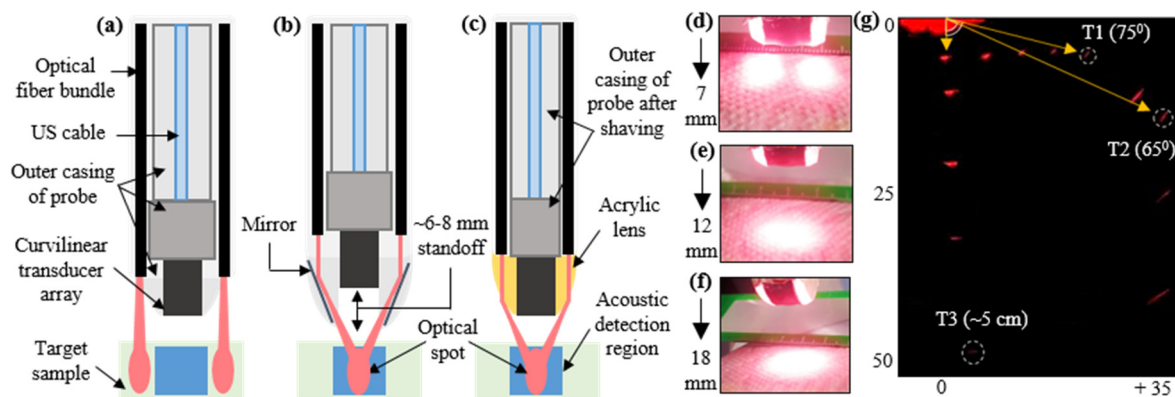 (a)
Optical
fiber bundle
US cable
Outer casing
of probe
Curvilinear
transducer
array
Target
sample
(b)
Mirror
~6-8 mm
standoff
Optical
spot
(c)
Outer
casing of
probe after
shaving
Acrylic
lens
Acoustic
detection
region
(d)
7
mm
(e)
12
mm
(f)
18
mm
(g)
0
25
50
0
+ 35
T1 (75⁰)
T2 (65⁰)
T3 (~5 cm)